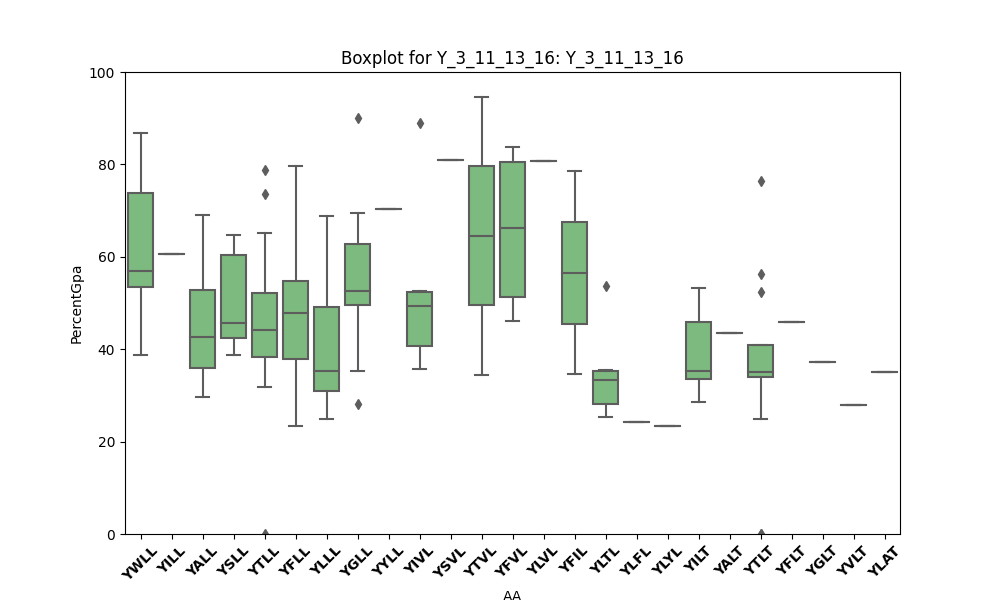 Boxplot for Y_3_11_13_16: Y_3_11_13_16
PercentGpa
100
80
60
40
20
0
YWLL YILL YALL YSLL YTLL YFLL YLLL YGLL YYLL YIVL YSVL YTVL YFVL YLVL YFIL YLTL YLFL YLYL YILT YALT YTLT YFLT YGLT YVLT YLAT
AA